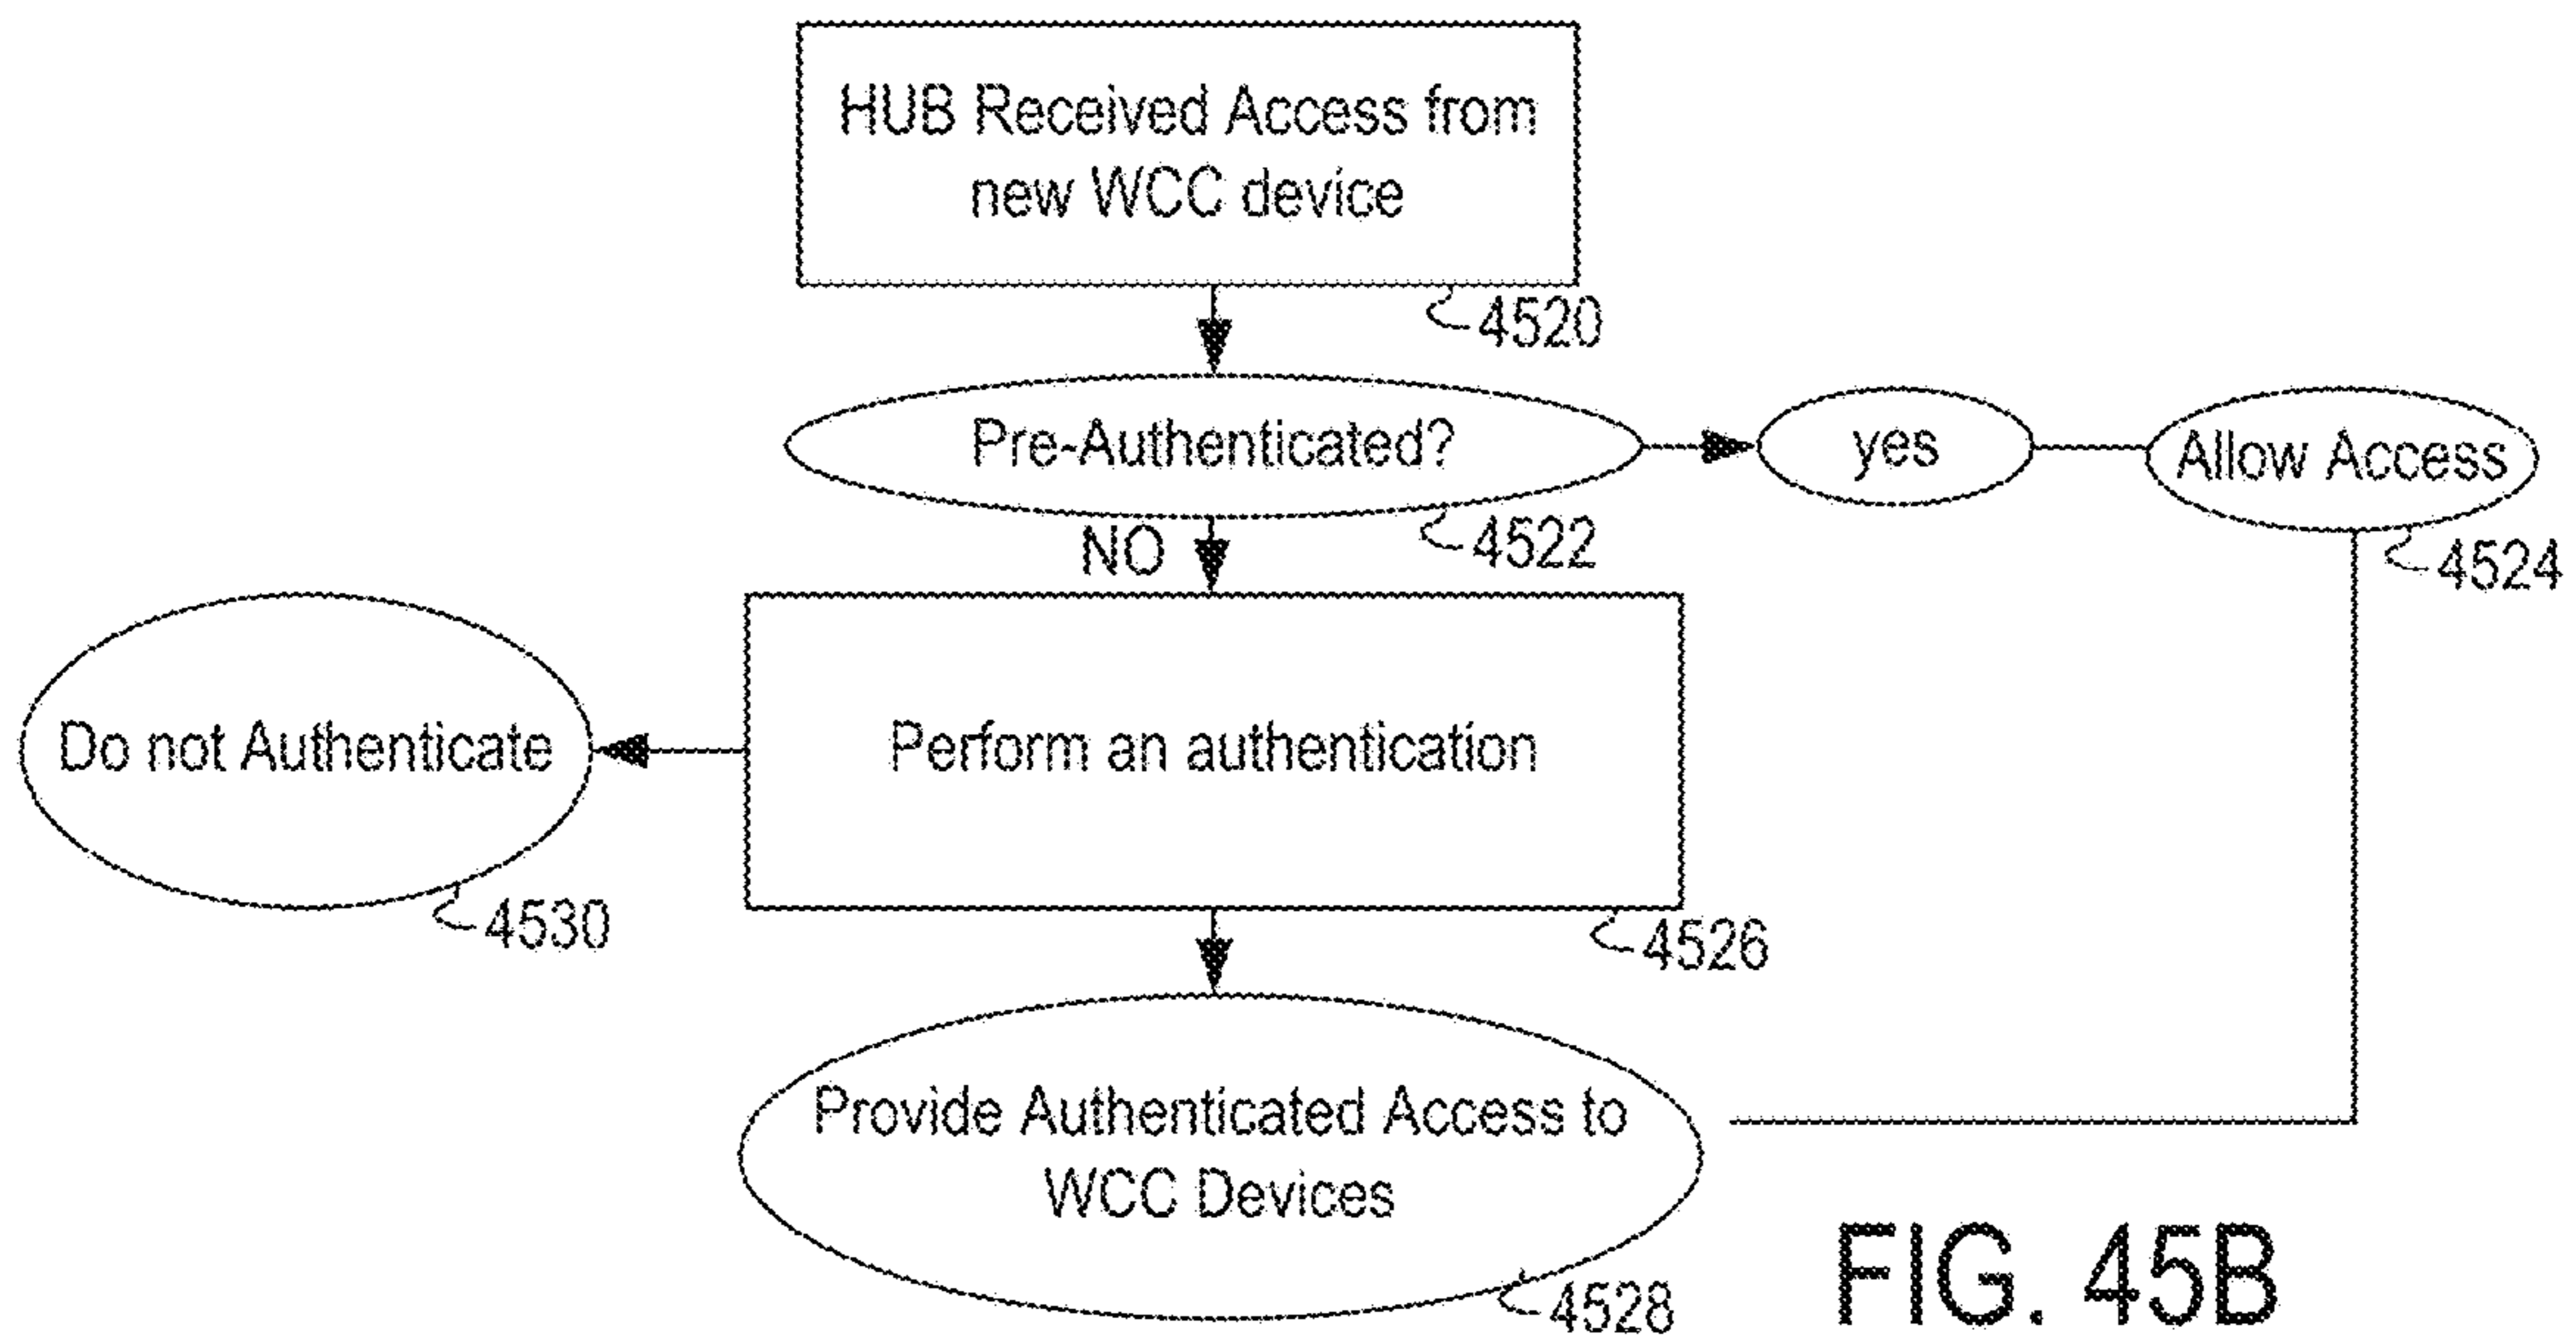 HUB Received Access from
new WCC device
4520
Pre-Authenticated?
yes
Allow Access
4522
4524
NO
Perform an authentication
Do not Authenticate
4530
4526
Provide Authenticated Access to
WCC Devices
4528
FIG. 45B